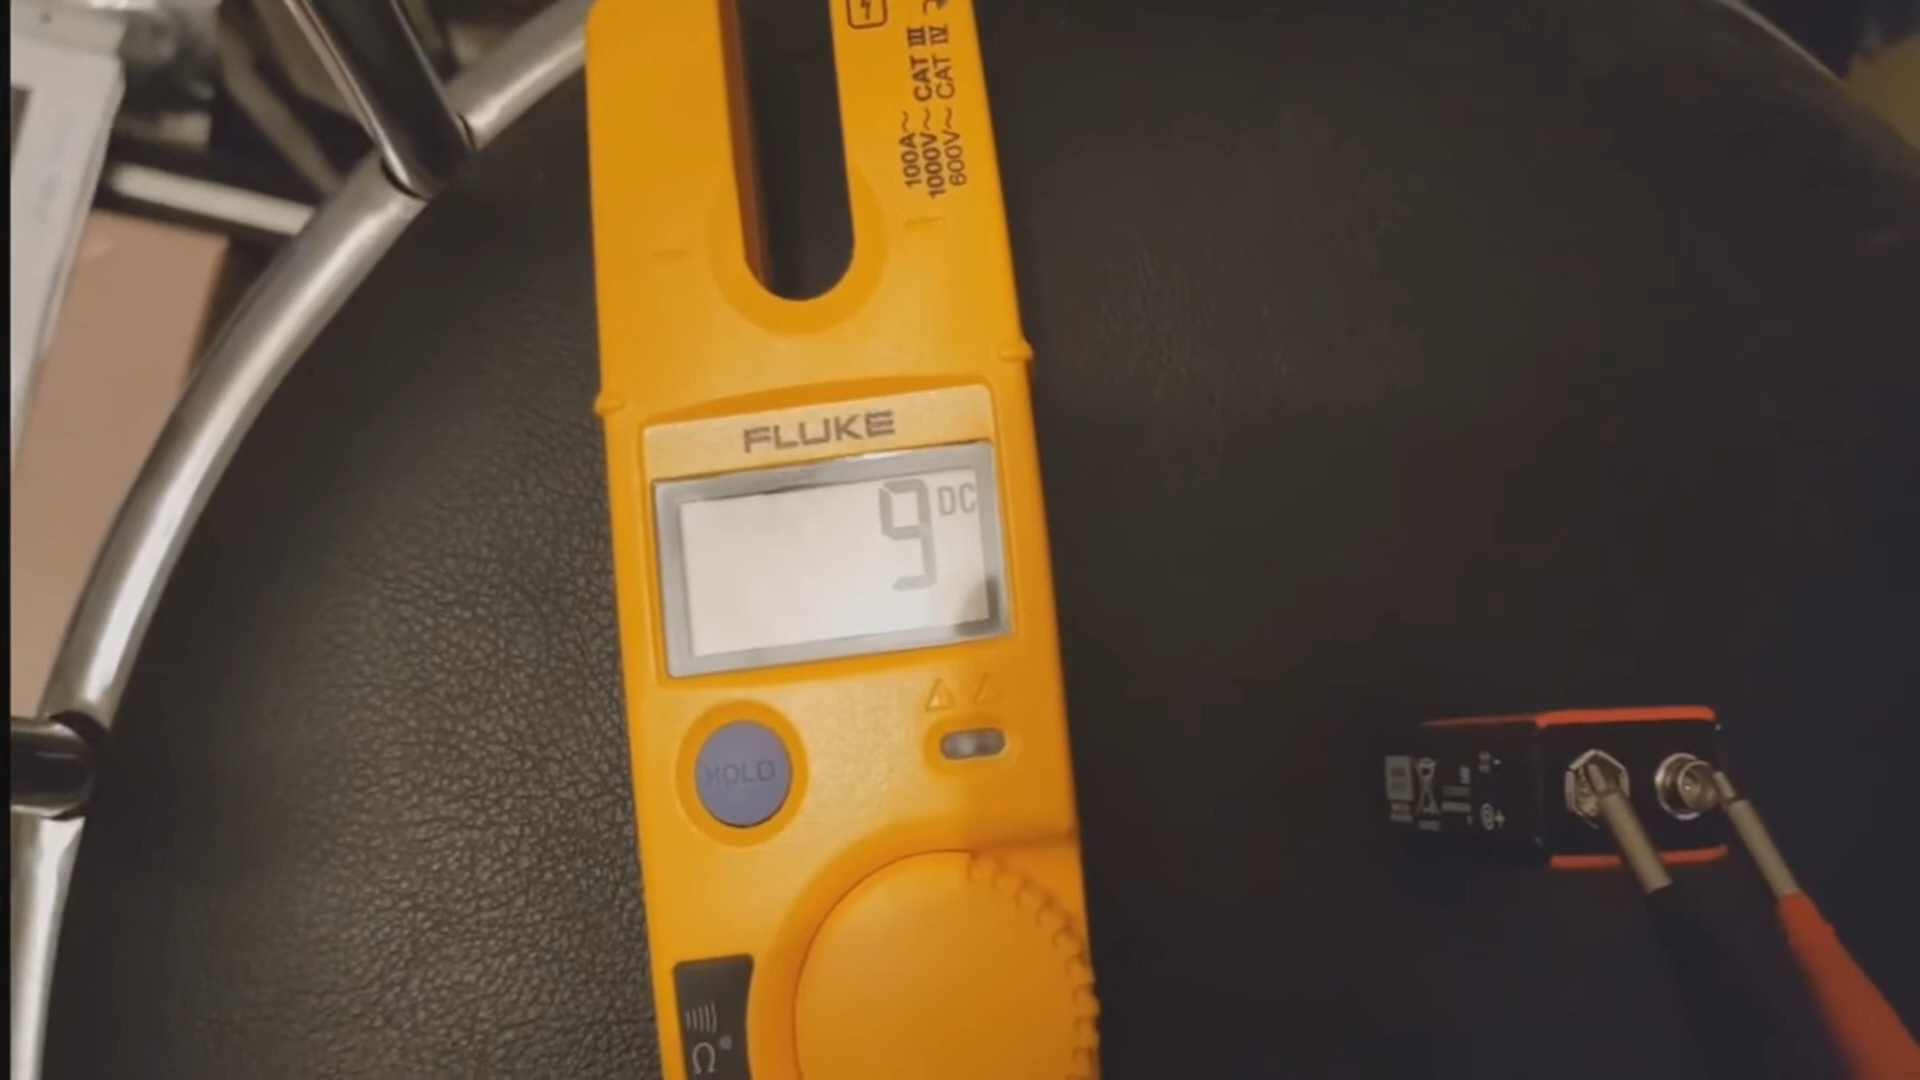 100A~
1000V~ CAT III
600V~ CAT IV
FLUKE
9 DC
HOLD
Ω